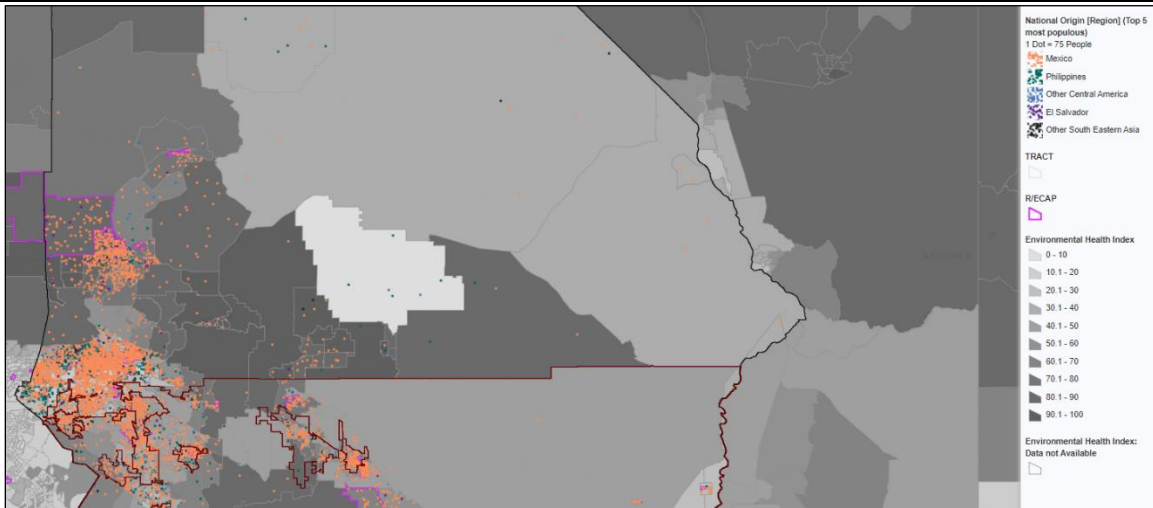 National Origin [Region] (Top 5
most populous)
1 Dot = 75 People
Mexico
Philippines
Other Central America
El Salvador
Other South Eastern Asia
TRACT
R/ECAP
Environmental Health Index
0 - 10
10.1 - 20
20.1 - 30
30.1 - 40
40.1 - 50
50.1 - 60
60.1 - 70
70.1 - 80
80.1 - 90
90.1 - 100
Environmental Health Index:
Data not Available